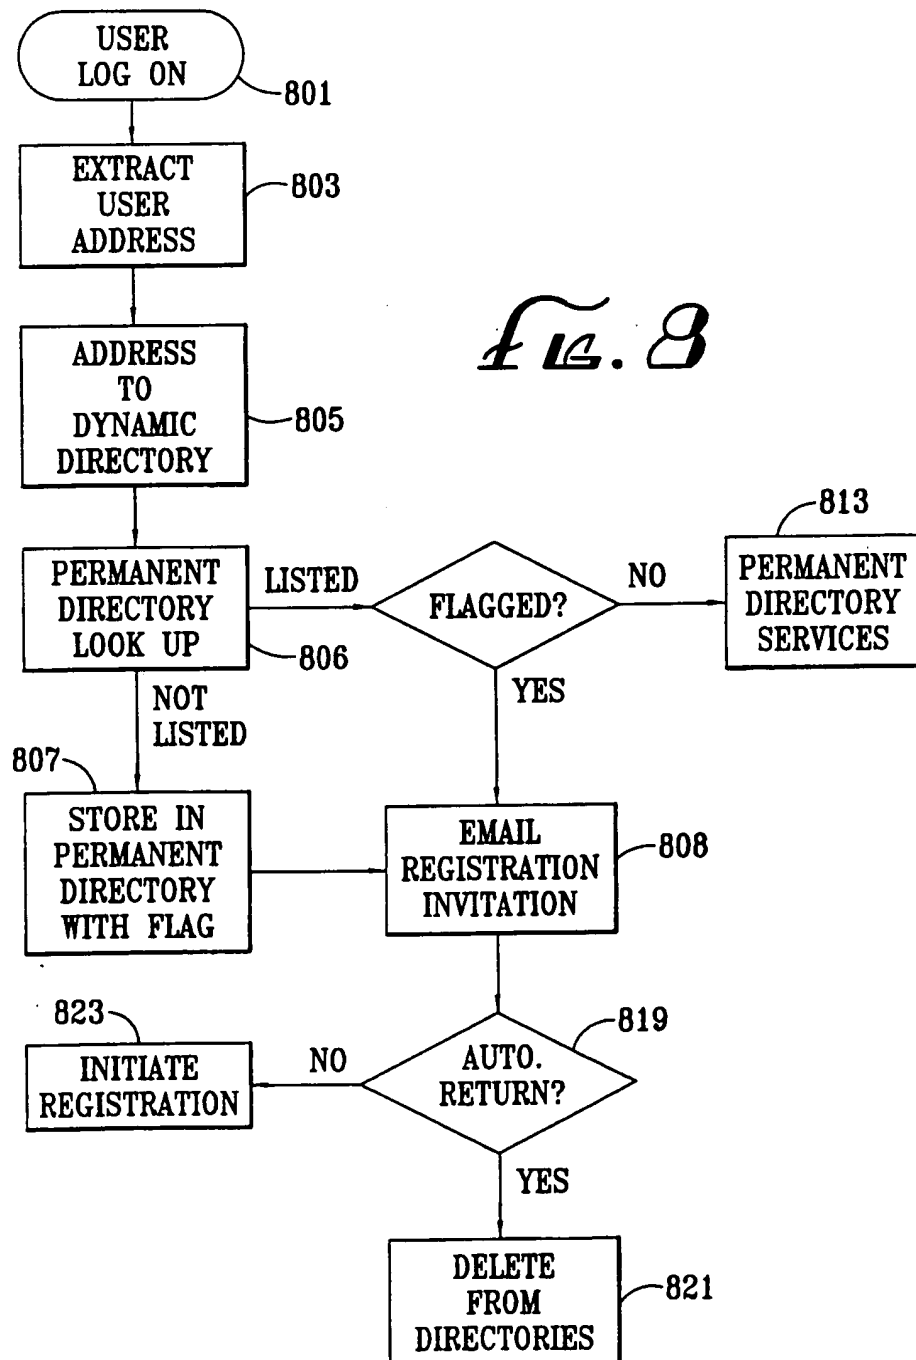 USER
LOG ON
801
EXTRACT
USER
ADDRESS
803
FIG. 8
ADDRESS
TO
DYNAMIC
DIRECTORY
805
813
PERMANENT
DIRECTORY
LOOK UP
806
LISTED
FLAGGED?
NO
PERMANENT
DIRECTORY
SERVICES
YES
NOT
LISTED
807
STORE IN
PERMANENT
DIRECTORY
WITH FLAG
EMAIL
REGISTRATION
INVITATION
808
823
INITIATE
REGISTRATION
NO
AUTO.
RETURN?
819
YES
DELETE
FROM
DIRECTORIES
821